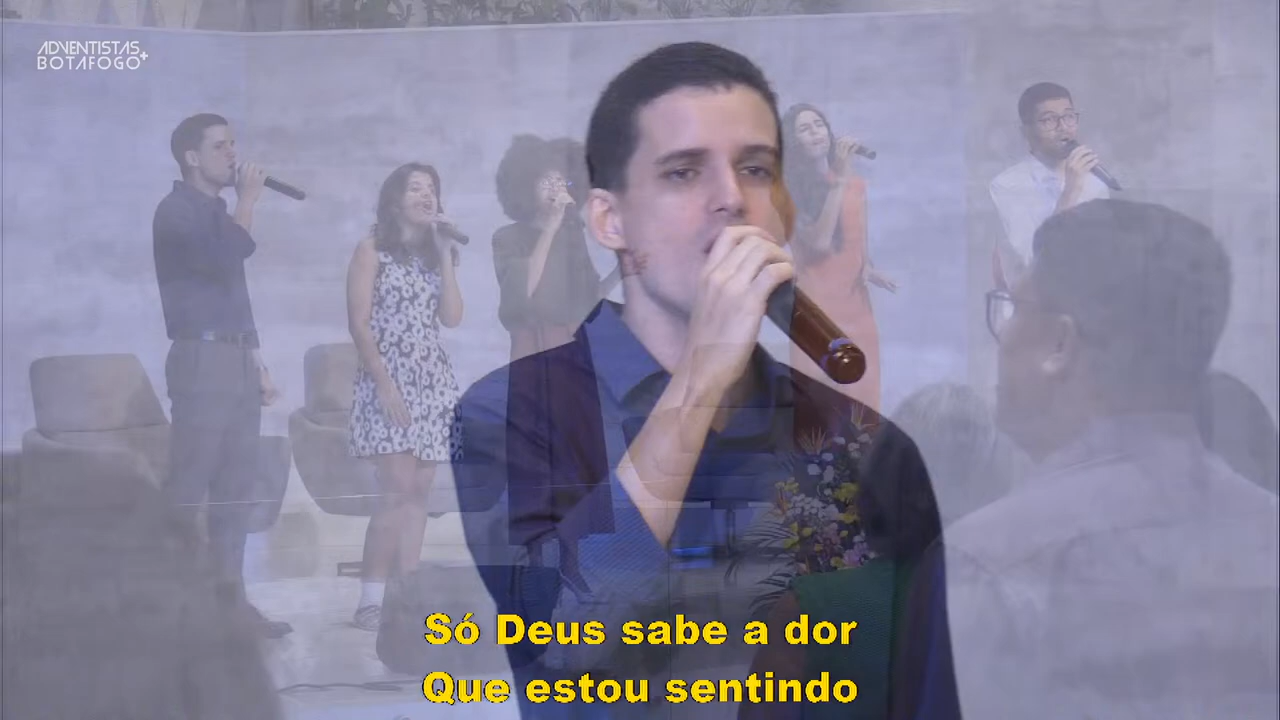 ADVENTISTAS
BOTAFOGO+
Só Deus sabe a dor
Que estou sentindo